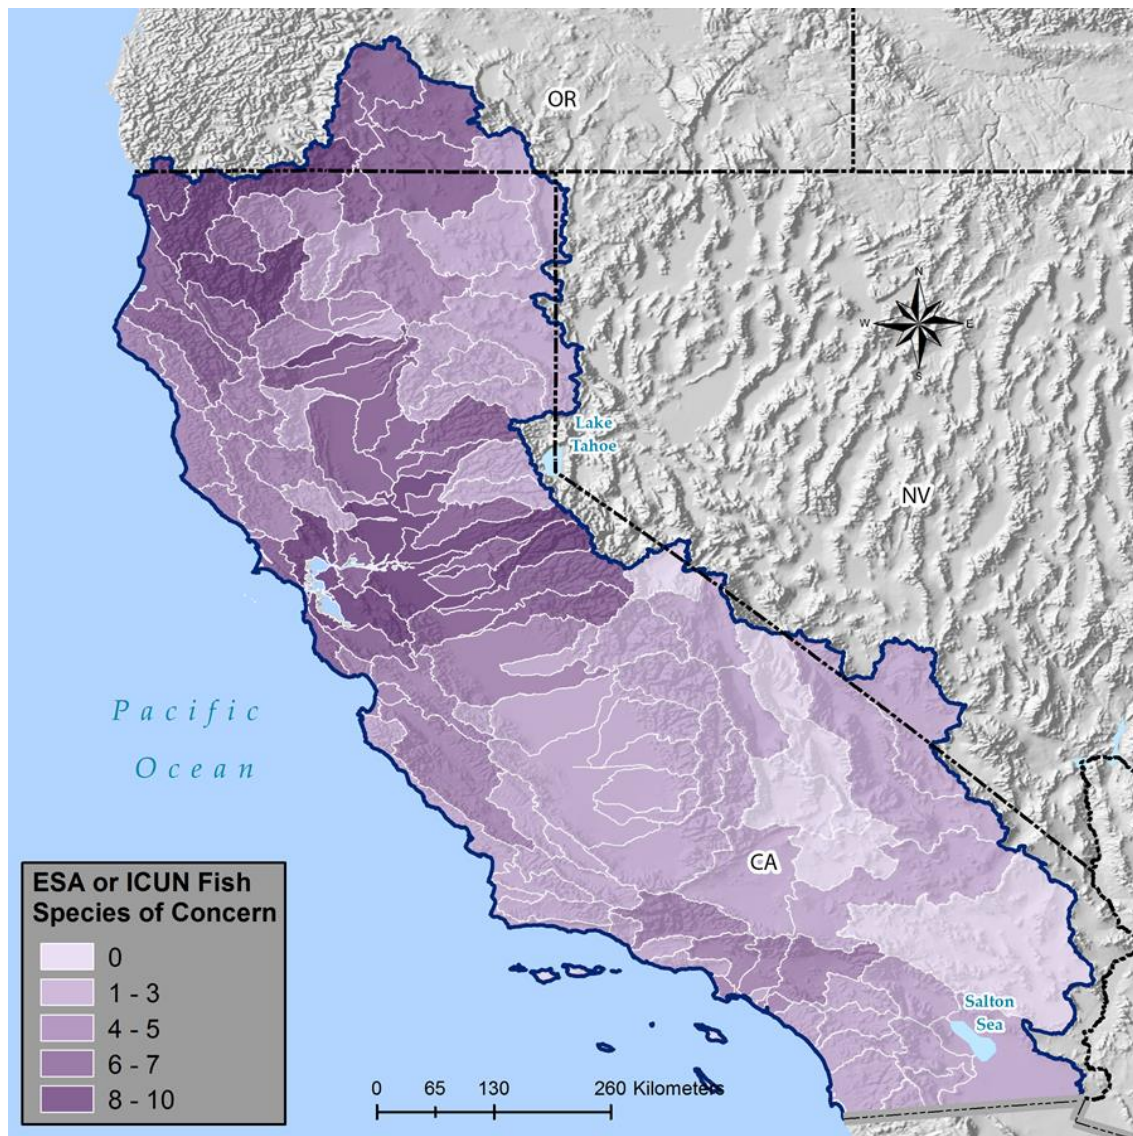 OR
N
W
E
S
Lake
Tahoe
NV
Pacific
Ocean
CA
ESA or ICUN Fish
Species of Concern
0
1 - 3
4 - 5
6 - 7
8 - 10
Salton
Sea
0 65 130 260 Kilometers